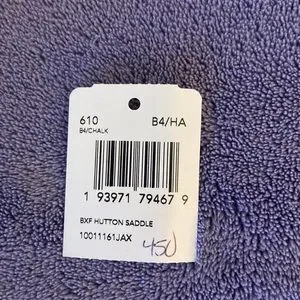 610 B4/HA
B4/CHALK
1 93971 79467 9
BXF HUTTON SADDLE
10011161JAX
450